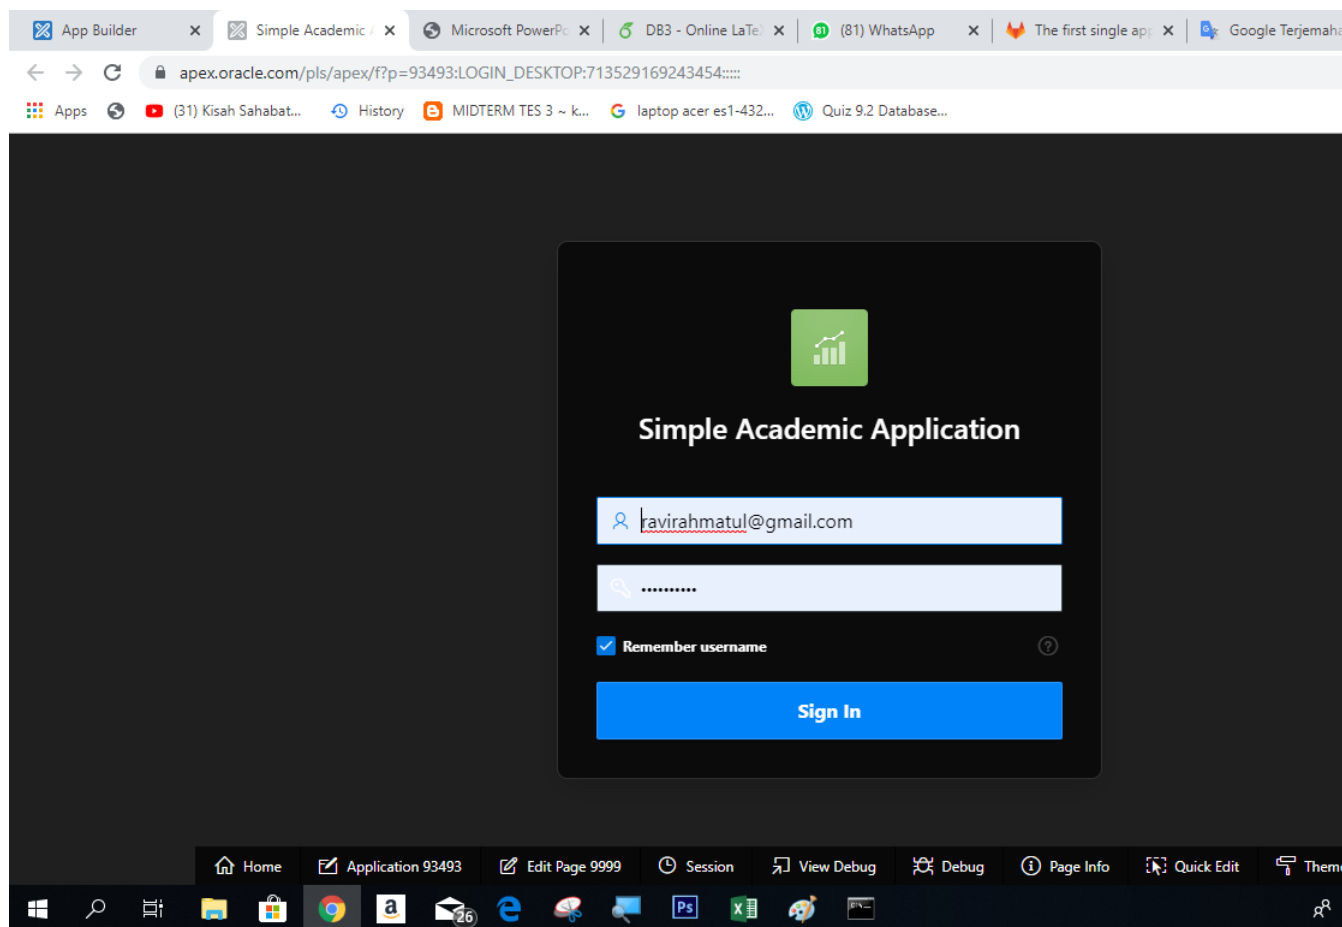 App Builder
Simple Academic A
Microsoft PowerPo
DB3 - Online LaTeX
(81) WhatsApp
The first single app
Google Terjemaha
apex.oracle.com/pls/apex/f?p=93493:LOGIN_DESKTOP:713529169243454:::::
Apps
(31) Kisah Sahabat...
History
MIDTERM TES 3 ~ k...
laptop acer es1-432...
Quiz 9.2 Database...
Simple Academic Application
ravirahmatul@gmail.com
••••••••••
Remember username
Sign In
Home
Application 93493
Edit Page 9999
Session
View Debug
Debug
Page Info
Quick Edit
Theme
26